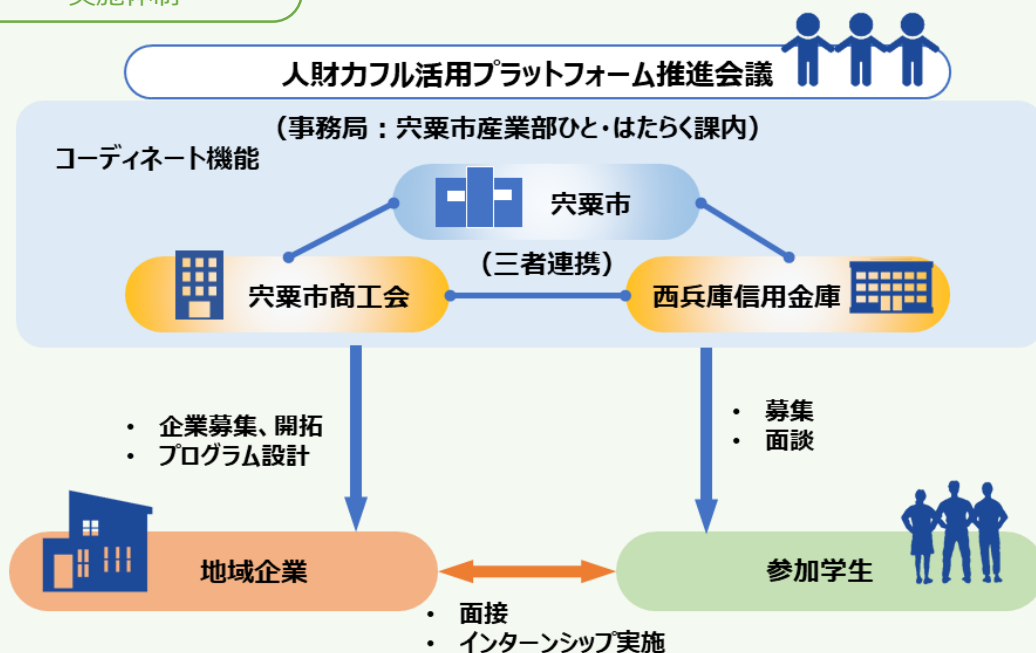 実施体制
人財力フル活用プラットフォーム推進会議
(事務局：宍粟市産業部ひと・はたらく課内)
コーディネート機能
宍粟市
(三者連携)
宍粟市商工会
西兵庫信用金庫
・ 企業募集、開拓
・ プログラム設計
・ 募集
・ 面談
地域企業
参加学生
・ 面接
・ インターンシップ実施